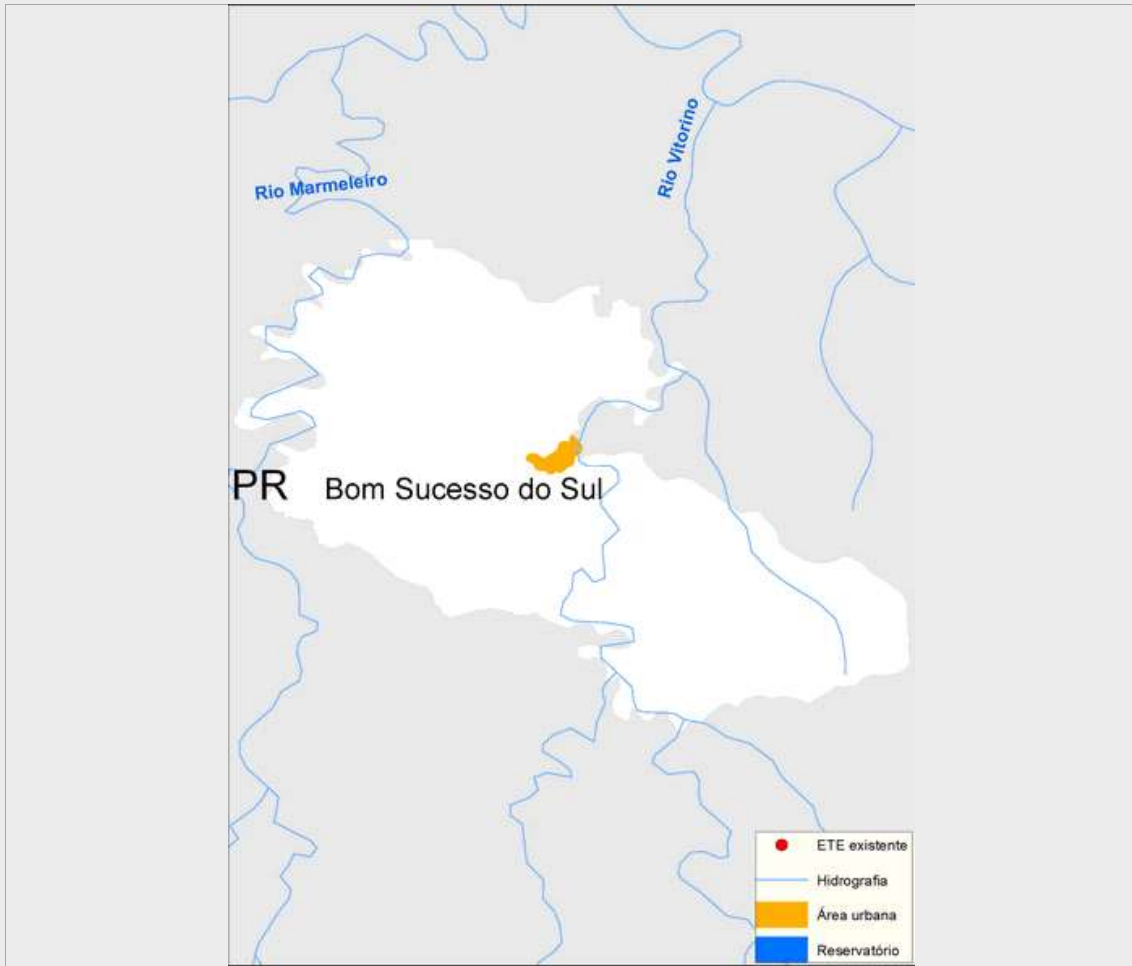 Rio Vitorino
Rio Marmeleiro
PR
Bom Sucesso do Sul
ETE existente
Hidrografia
Área urbana
Reservatório